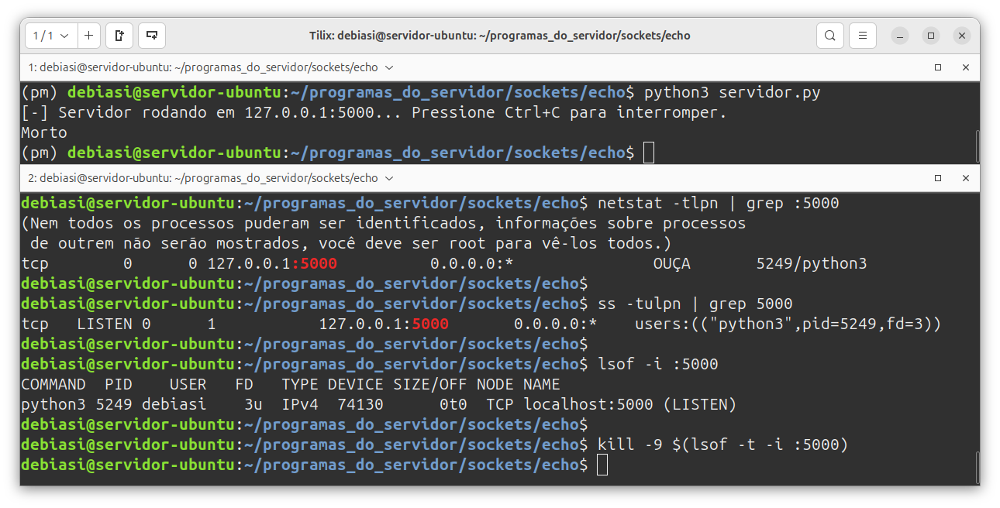 1 / 1
Tilix: debiasi@servidor-ubuntu: ~/programas_do_servidor/sockets/echo
1: debiasi@servidor-ubuntu: ~/programas_do_servidor/sockets/echo
(pm) debiasi@servidor-ubuntu:~/programas_do_servidor/sockets/echo$ python3 servidor.py
[-] Servidor rodando em 127.0.0.1:5000... Pressione Ctrl+C para interromper.
Morto
(pm) debiasi@servidor-ubuntu:~/programas_do_servidor/sockets/echo$
2: debiasi@servidor-ubuntu: ~/programas_do_servidor/sockets/echo
debiasi@servidor-ubuntu:~/programas_do_servidor/sockets/echo$ netstat -tlpn | grep :5000
(Nem todos os processos puderam ser identificados, informações sobre processos
 de outrem não serão mostrados, você deve ser root para vê-los todos.)
tcp        0      0 127.0.0.1:5000          0.0.0.0:*               OUÇA       5249/python3
debiasi@servidor-ubuntu:~/programas_do_servidor/sockets/echo$
debiasi@servidor-ubuntu:~/programas_do_servidor/sockets/echo$ ss -tulpn | grep 5000
tcp   LISTEN 0      1           127.0.0.1:5000       0.0.0.0:*    users:(("python3",pid=5249,fd=3))
debiasi@servidor-ubuntu:~/programas_do_servidor/sockets/echo$
debiasi@servidor-ubuntu:~/programas_do_servidor/sockets/echo$ lsof -i :5000
COMMAND  PID    USER   FD   TYPE DEVICE SIZE/OFF NODE NAME
python3 5249 debiasi    3u  IPv4  74130      0t0  TCP localhost:5000 (LISTEN)
debiasi@servidor-ubuntu:~/programas_do_servidor/sockets/echo$
debiasi@servidor-ubuntu:~/programas_do_servidor/sockets/echo$ kill -9 $(lsof -t -i :5000)
debiasi@servidor-ubuntu:~/programas_do_servidor/sockets/echo$